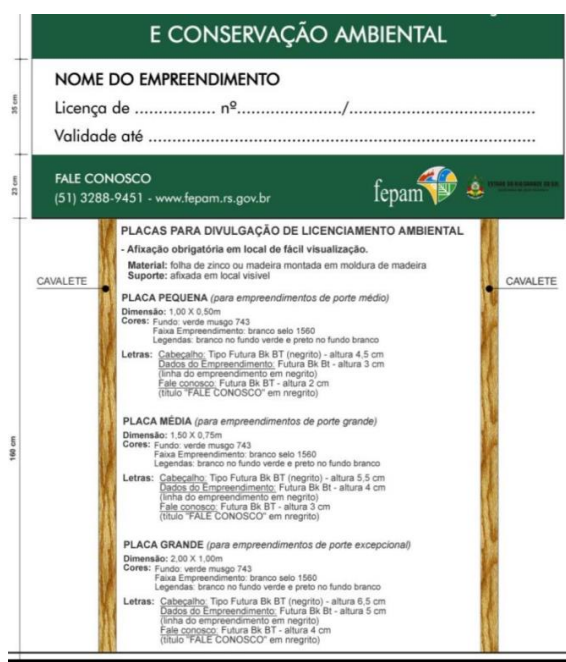 E CONSERVAÇÃO AMBIENTAL
NOME DO EMPREENDIMENTO
Licença de ................. nº......................./........................................
Validade até ..................................................................................
FALE CONOSCO
(51) 3288-9451 - www.fepam.rs.gov.br
fepam
35 cm
23 cm
160 cm
CAVALETE
CAVALETE
PLACAS PARA DIVULGAÇÃO DE LICENCIAMENTO AMBIENTAL
- Afixação obrigatória em local de fácil visualização.
Material: folha de zinco ou madeira montada em moldura de madeira
Suporte: afixada em local visível
PLACA PEQUENA (para empreendimentos de porte médio)
Dimensão: 1,00 X 0,50m
Cores: Fundo: verde musgo 743
Faixa Empreendimento: branco selo 1560
Legendas: branco no fundo verde e preto no fundo branco
Letras: Cabeçalho: Tipo Futura Bk BT (negrito) - altura 4,5 cm
Dados do Empreendimento: Futura Bk Bt - altura 3 cm
(linha do empreendimento em negrito)
Fale conosco: Futura Bk BT - altura 2 cm
(título "FALE CONOSCO" em nregrito)
PLACA MÉDIA (para empreendimentos de porte grande)
Dimensão: 1,50 X 0,75m
Cores: Fundo: verde musgo 743
Faixa Empreendimento: branco selo 1560
Legendas: branco no fundo verde e preto no fundo branco
Letras: Cabeçalho: Tipo Futura Bk BT (negrito) - altura 5,5 cm
Dados do Empreendimento: Futura Bk Bt - altura 4 cm
(linha do empreendimento em negrito)
Fale conosco: Futura Bk BT - altura 3 cm
(título "FALE CONOSCO" em nregrito)
PLACA GRANDE (para empreendimentos de porte excepcional)
Dimensão: 2,00 X 1,00m
Cores: Fundo: verde musgo 743
Faixa Empreendimento: branco selo 1560
Legendas: branco no fundo verde e preto no fundo branco
Letras: Cabeçalho: Tipo Futura Bk BT (negrito) - altura 6,5 cm
Dados do Empreendimento: Futura Bk Bt - altura 5 cm
(linha do empreendimento em negrito)
Fale conosco: Futura Bk BT - altura 4 cm
(título "FALE CONOSCO" em nregrito)